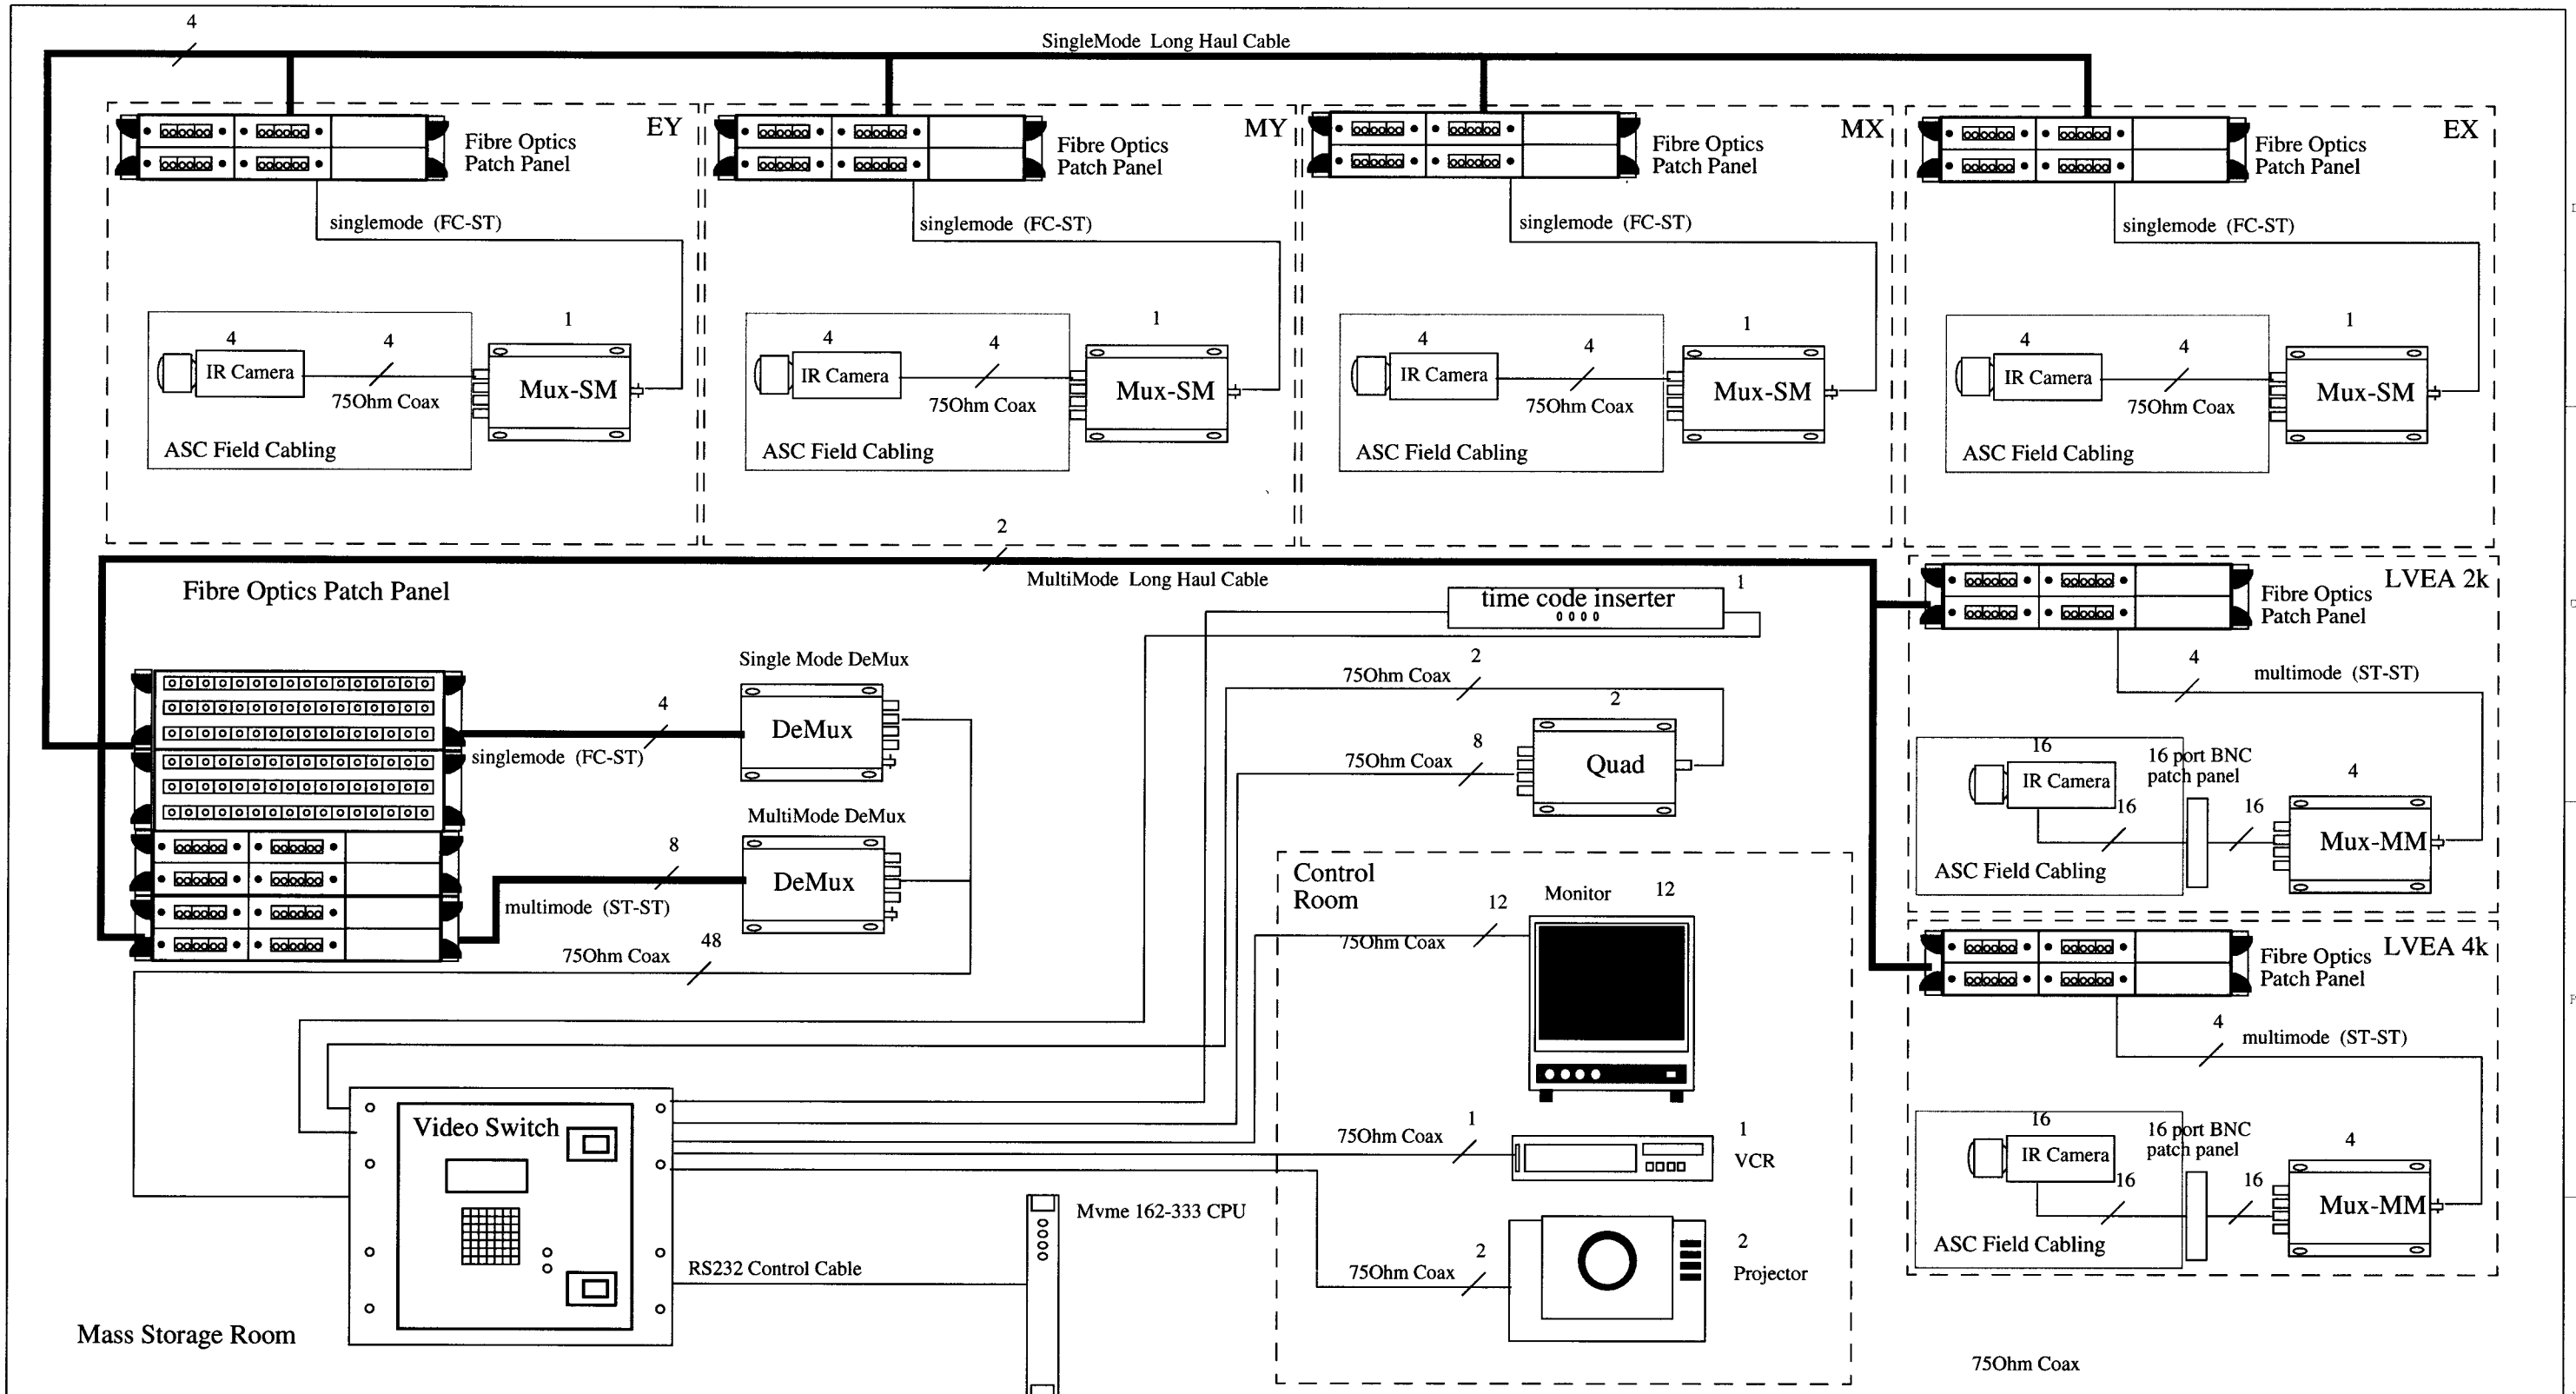 4
SingleMode Long Haul Cable
EY
Fibre Optics
Patch Panel
singlemode (FC-ST)
1
4
4
IR Camera
Mux-SM
75Ohm Coax
ASC Field Cabling
MY
Fibre Optics
Patch Panel
singlemode (FC-ST)
1
4
4
IR Camera
Mux-SM
75Ohm Coax
ASC Field Cabling
MX
Fibre Optics
Patch Panel
singlemode (FC-ST)
1
4
4
IR Camera
Mux-SM
75Ohm Coax
ASC Field Cabling
EX
Fibre Optics
Patch Panel
singlemode (FC-ST)
1
4
4
IR Camera
Mux-SM
75Ohm Coax
ASC Field Cabling
2
MultiMode Long Haul Cable
Fibre Optics Patch Panel
Single Mode DeMux
4
DeMux
singlemode (FC-ST)
MultiMode DeMux
8
DeMux
multimode (ST-ST)
48
75Ohm Coax
1
time code inserter
2
75Ohm Coax
2
8
75Ohm Coax
Quad
Control
Room
Monitor
12
12
75Ohm Coax
1
75Ohm Coax
1
VCR
2
75Ohm Coax
2
Projector
Video Switch
Mvme 162-333 CPU
RS232 Control Cable
Mass Storage Room
LVEA 2k
Fibre Optics
Patch Panel
4
multimode (ST-ST)
16
16 port BNC
patch panel
4
IR Camera
16
16
Mux-MM
ASC Field Cabling
LVEA 4k
Fibre Optics
Patch Panel
4
multimode (ST-ST)
16
16 port BNC
patch panel
4
IR Camera
16
16
Mux-MM
ASC Field Cabling
75Ohm Coax